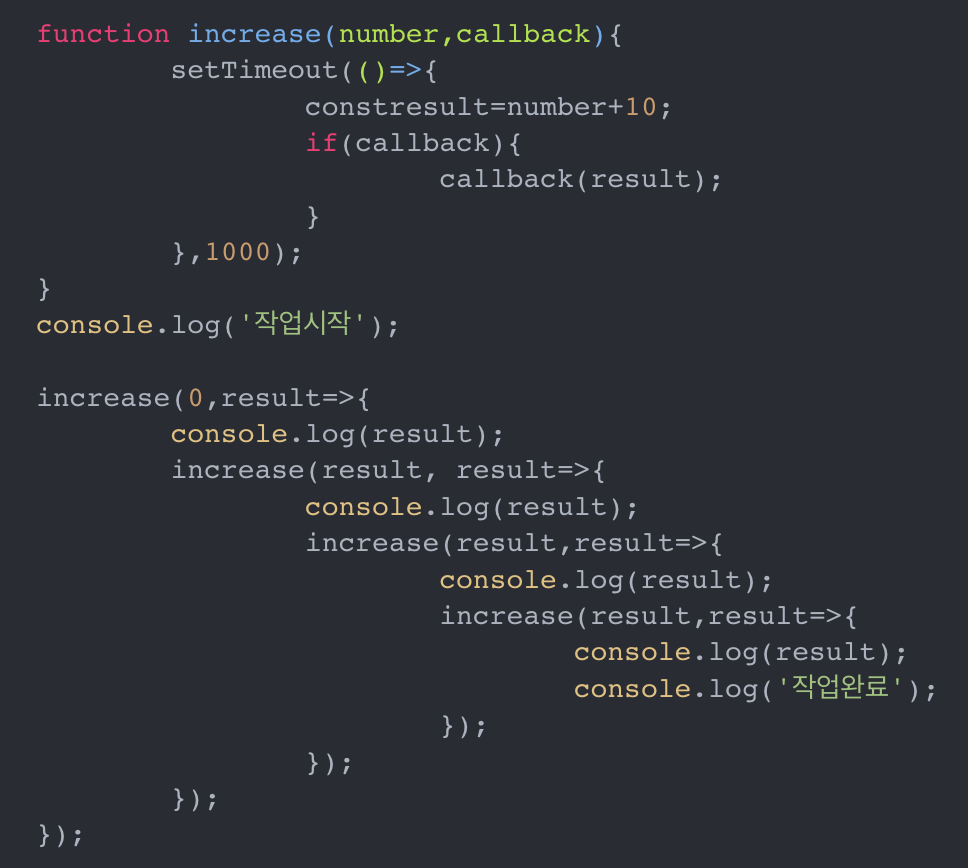 function increase(number,callback){
setTimeout(()=>{
constresult=number+10;
if(callback){
callback(result);
}
},1000);
}
console.log('작업시작');
increase(0,result=>{
console.log(result);
increase(result, result=>{
console.log(result);
increase(result,result=>{
console.log(result);
increase(result,result=>{
console.log(result);
console.log('작업완료');
});
});
});
});